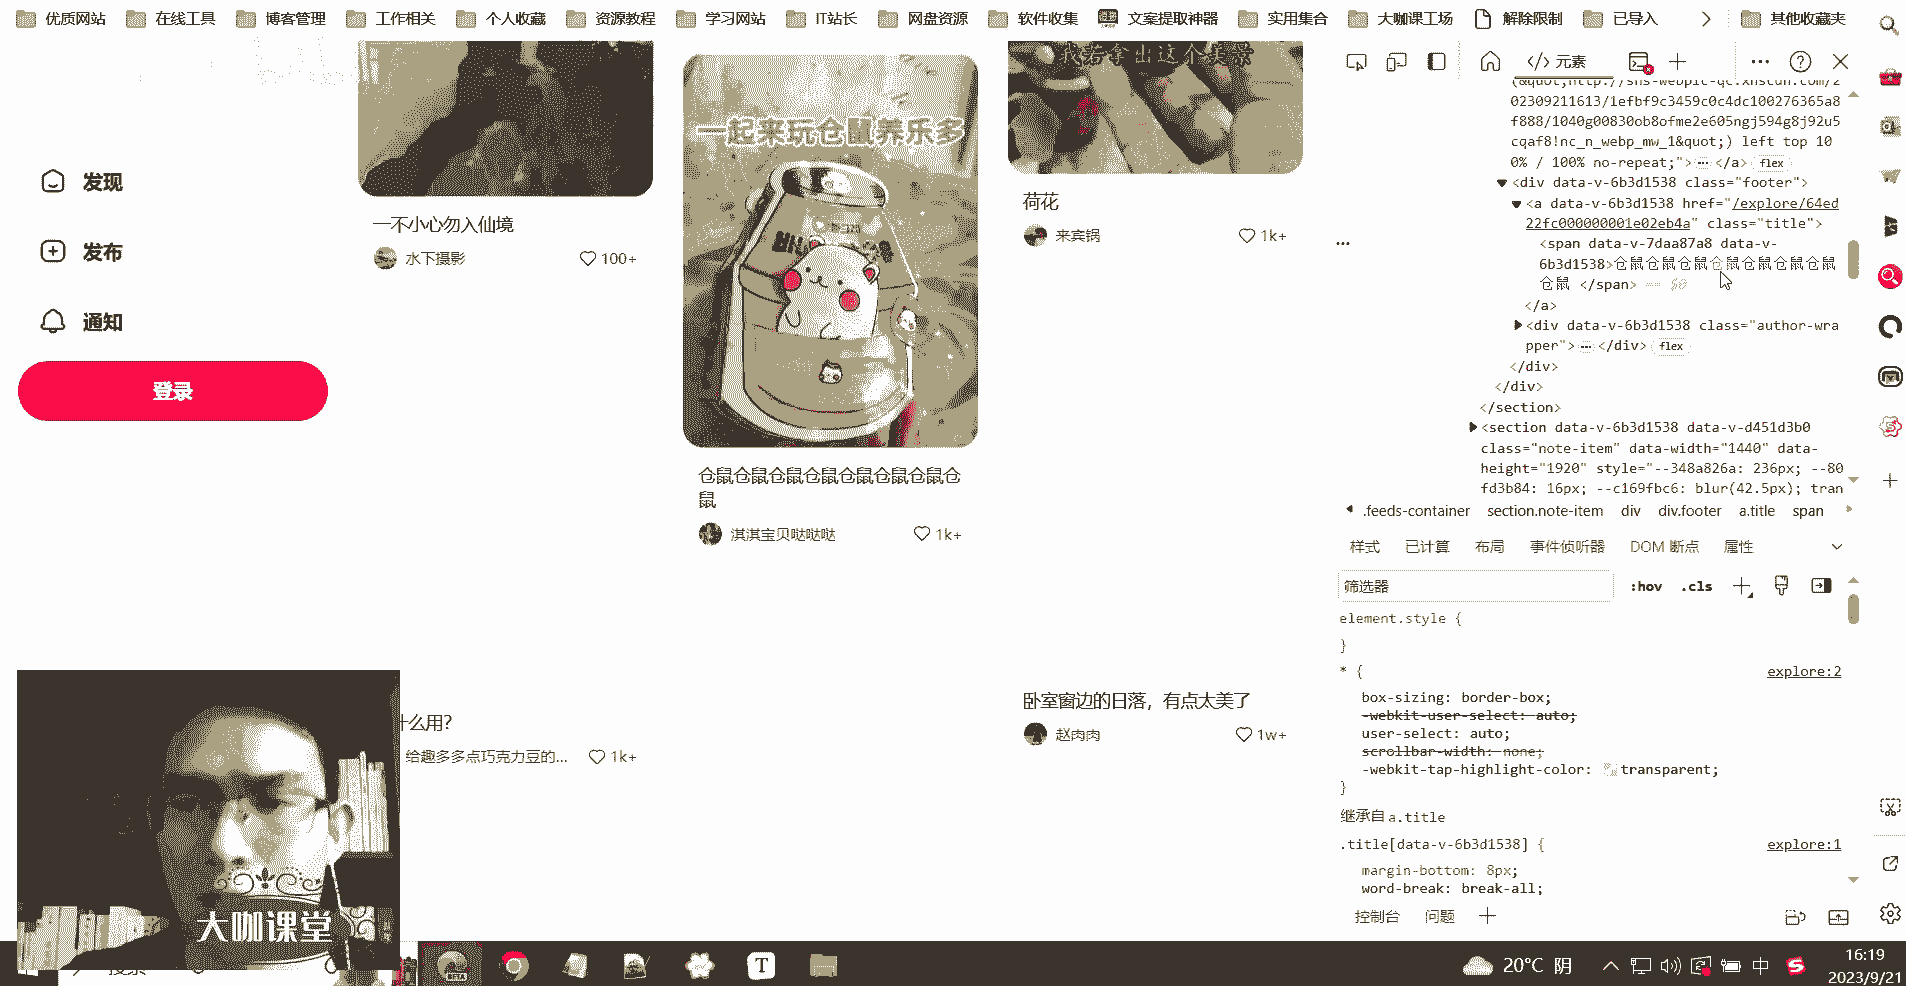 优质网站 在线工具 博客管理 工作相关 个人收藏 资源教程 学习网站 IT站长 网盘资源 软件收集 文案提取神器 实用集合 大咖课工场 解除限制 已导入 其他收藏夹
发现
发布
通知
登录
一不小心勿入仙境
水下摄影 100+
一起来玩仓鼠养乐多
仓鼠仓鼠仓鼠仓鼠仓鼠仓鼠仓鼠仓
鼠
淇淇宝贝哒哒哒 1k+
我若拿出这个美景
荷花
来宾锅 1k+
什么用?
给趣多多点巧克力豆的... 1k+
卧室窗边的日落，有点太美了
赵肉肉 1w+
大咖课堂
元素
(&quot;http://sns-webpic-qc.xhscdn.com/2
02309211613/1efbf9c3459c0c4dc100276365a8
f888/1040g00830ob8ofme2e605ngj594g8j92u5
cqaf8!nc_n_webp_mw_1&quot;) left top 10
0% / 100% no-repeat;">…</a> flex
<div data-v-6b3d1538 class="footer">
<a data-v-6b3d1538 href="/explore/64ed
22fc000000001e02eb4a" class="title">
<span data-v-7daa87a8 data-v-
6b3d1538>仓鼠仓鼠仓鼠仓鼠仓鼠仓鼠仓鼠
仓鼠 </span> == $0
</a>
<div data-v-6b3d1538 class="author-wra
pper">…</div> flex
</div>
</div>
</section>
<section data-v-6b3d1538 data-v-d451d3b0
class="note-item" data-width="1440" data-
height="1920" style="--348a826a: 236px; --80
fd3b84: 16px; --c169fbc6: blur(42.5px); tran
.feeds-container section.note-item div div.footer a.title span
样式 已计算 布局 事件侦听器 DOM 断点 属性
筛选器 :hov .cls
element.style {
}
* { explore:2
box-sizing: border-box;
-webkit-user-select: auto;
user-select: auto;
scrollbar-width: none;
-webkit-tap-highlight-color: transparent;
}
继承自 a.title
.title[data-v-6b3d1538] { explore:1
margin-bottom: 8px;
word-break: break-all;
控制台 问题
BETA
T
20°C 阴
中
16:19
2023/9/21